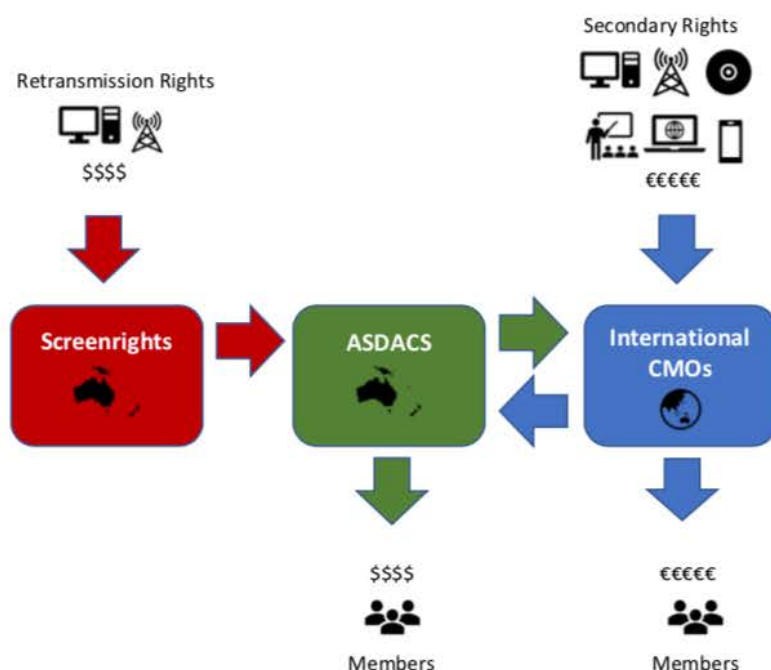 Secondary Rights
Retransmission Rights
$$$$
€€€€€
Screenrights
ASDACS
International
CMOs
$$$$
€€€€€
Members
Members